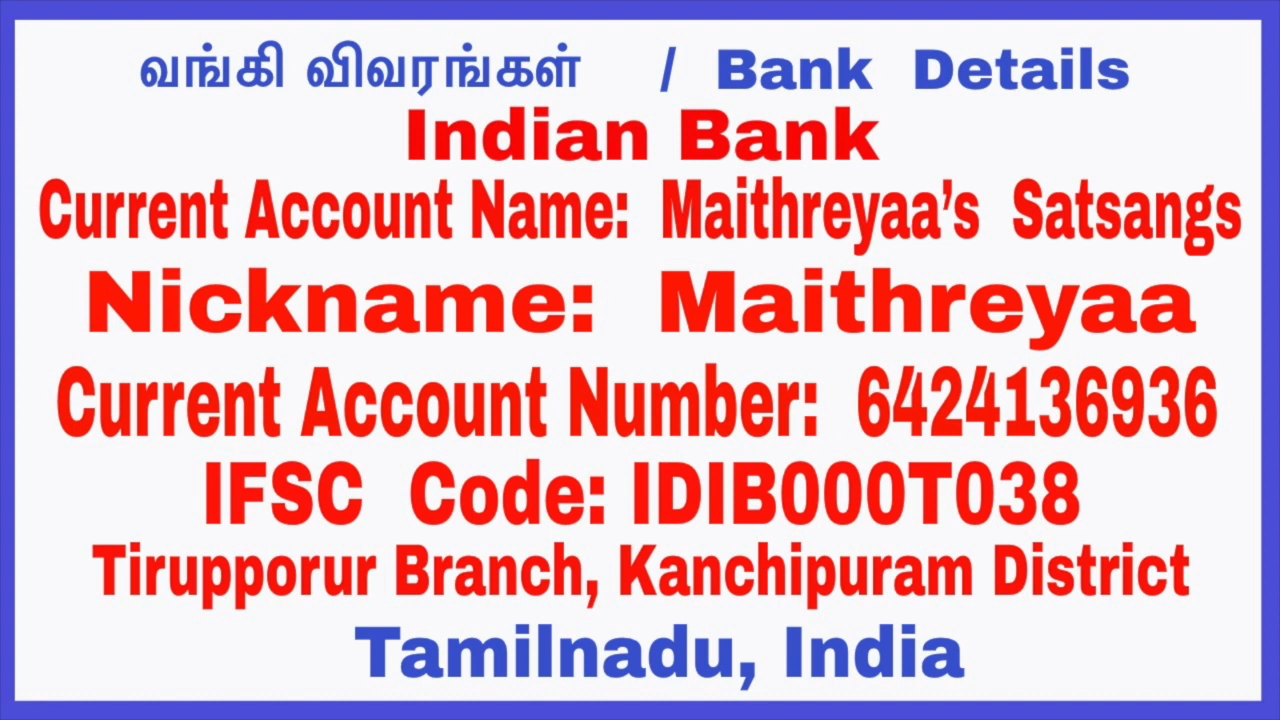 வங்கி விவரங்கள் / Bank Details
Indian Bank
Current Account Name: Maithreyaa’s Satsangs
Nickname: Maithreyaa
Current Account Number: 6424136936
IFSC Code: IDIB000T038
Tirupporur Branch, Kanchipuram District
Tamilnadu, India